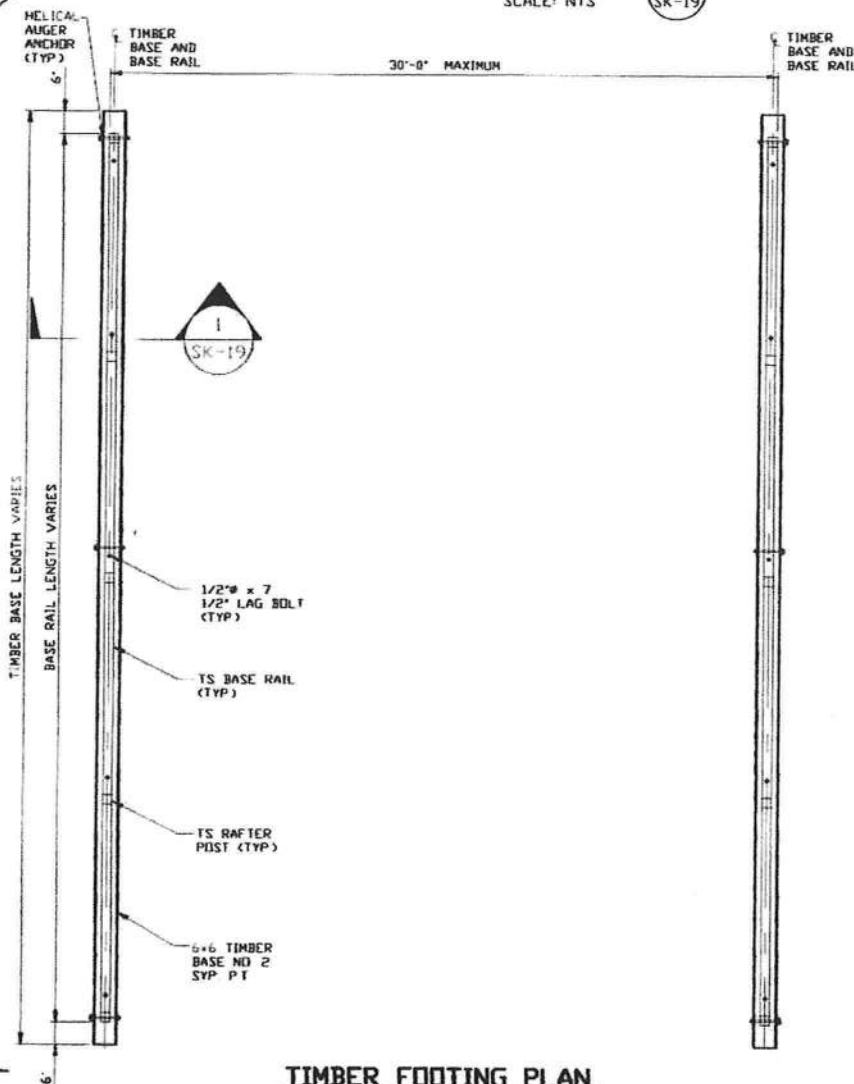 SCALE: NTS
SK-19
HELICAL
AUGER
ANCHOR
(TYP)
℄ TIMBER
BASE AND
BASE RAIL
30'-0" MAXIMUM
℄ TIMBER
BASE AND
BASE RAIL
6"
1
SK-19
TIMBER BASE LENGTH VARIES
BASE RAIL LENGTH VARIES
1/2"ø x 7
1/2" LAG BOLT
(TYP)
TS BASE RAIL
(TYP)
TS RAFTER
POST (TYP)
6x6 TIMBER
BASE NO 2
SYP PT
6"
TIMBER FOOTING PLAN